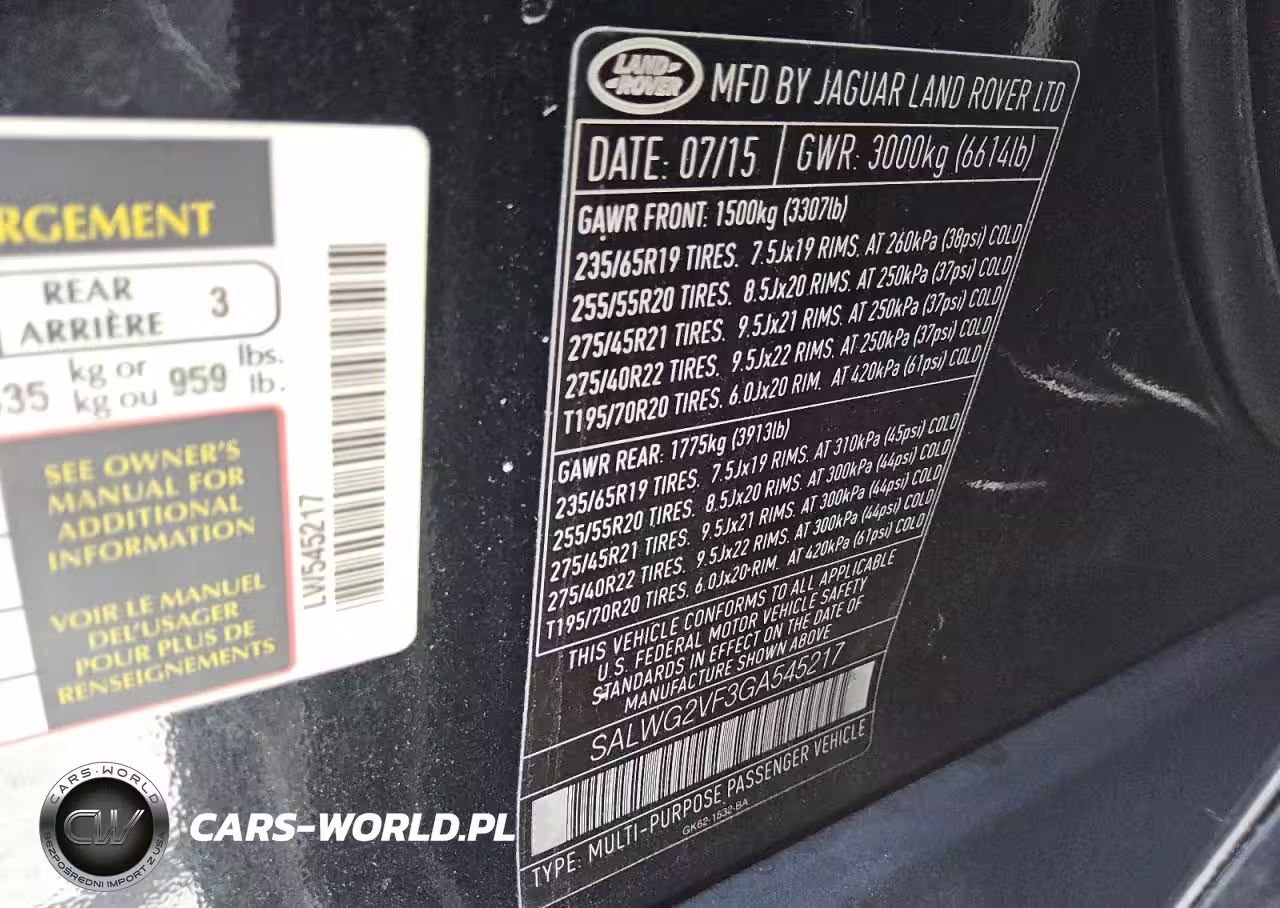 RGEMENT
REAR
ARRIÈRE
3
35 kg or
kg ou 959 lbs.
lb.
SEE OWNER'S
MANUAL FOR
ADDITIONAL
INFORMATION
VOIR LE MANUEL
DEL'USAGER
POUR PLUS DE
RENSEIGNEMENTS
LW545217
LAND
ROVER
MFD BY JAGUAR LAND ROVER LTD
DATE: 07/15 GWR: 3000kg (6614lb)
GAWR FRONT: 1500kg (3307lb)
235/65R19 TIRES. 7.5Jx19 RIMS. AT 260kPa (38psi) COLD
255/55R20 TIRES. 8.5Jx20 RIMS. AT 250kPa (37psi) COLD
275/45R21 TIRES. 9.5Jx21 RIMS. AT 250kPa (37psi) COLD
275/40R22 TIRES. 9.5Jx22 RIMS. AT 250kPa (37psi) COLD
T195/70R20 TIRES. 6.0Jx20 RIM. AT 420kPa (61psi) COLD
GAWR REAR: 1775kg (3913lb)
235/65R19 TIRES. 7.5Jx19 RIMS. AT 310kPa (45psi) COLD
255/55R20 TIRES. 8.5Jx20 RIMS. AT 300kPa (44psi) COLD
275/45R21 TIRES. 9.5Jx21 RIMS. AT 300kPa (44psi) COLD
275/40R22 TIRES. 9.5Jx22 RIMS. AT 300kPa (44psi) COLD
T195/70R20 TIRES. 6.0Jx20 RIM. AT 420kPa (61psi) COLD
THIS VEHICLE CONFORMS TO ALL APPLICABLE
U.S. FEDERAL MOTOR VEHICLE SAFETY
STANDARDS IN EFFECT ON THE DATE OF
MANUFACTURE SHOWN ABOVE
SALWG2VF3GA545217
TYPE: MULTI-PURPOSE PASSENGER VEHICLE
GK62-1532-BA
CARS-WORLD
CW
BEZPOŚREDNI IMPORT Z USA
CARS-WORLD.PL